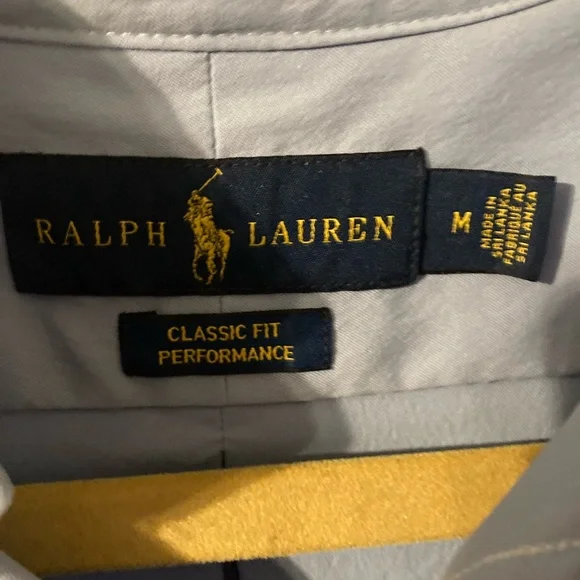 RALPH LAUREN
M
MADE IN
SRI LANKA
FABRIQUÉ AU
SRI LANKA
CLASSIC FIT
PERFORMANCE